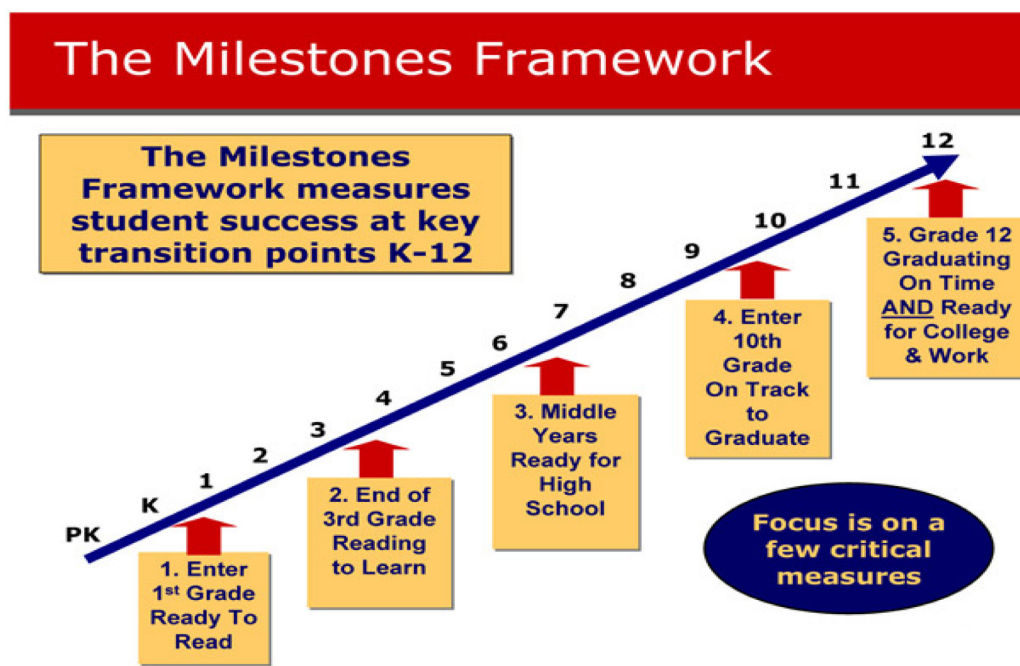 The Milestones Framework
The Milestones
Framework measures
student success at key
transition points K-12
PK
K
1
2
3
4
5
6
7
8
9
10
11
12
1. Enter
1st Grade
Ready To
Read
2. End of
3rd Grade
Reading
to Learn
3. Middle
Years
Ready for
High
School
4. Enter
10th
Grade
On Track
to
Graduate
5. Grade 12
Graduating
On Time
AND Ready
for College
& Work
Focus is on a
few critical
measures